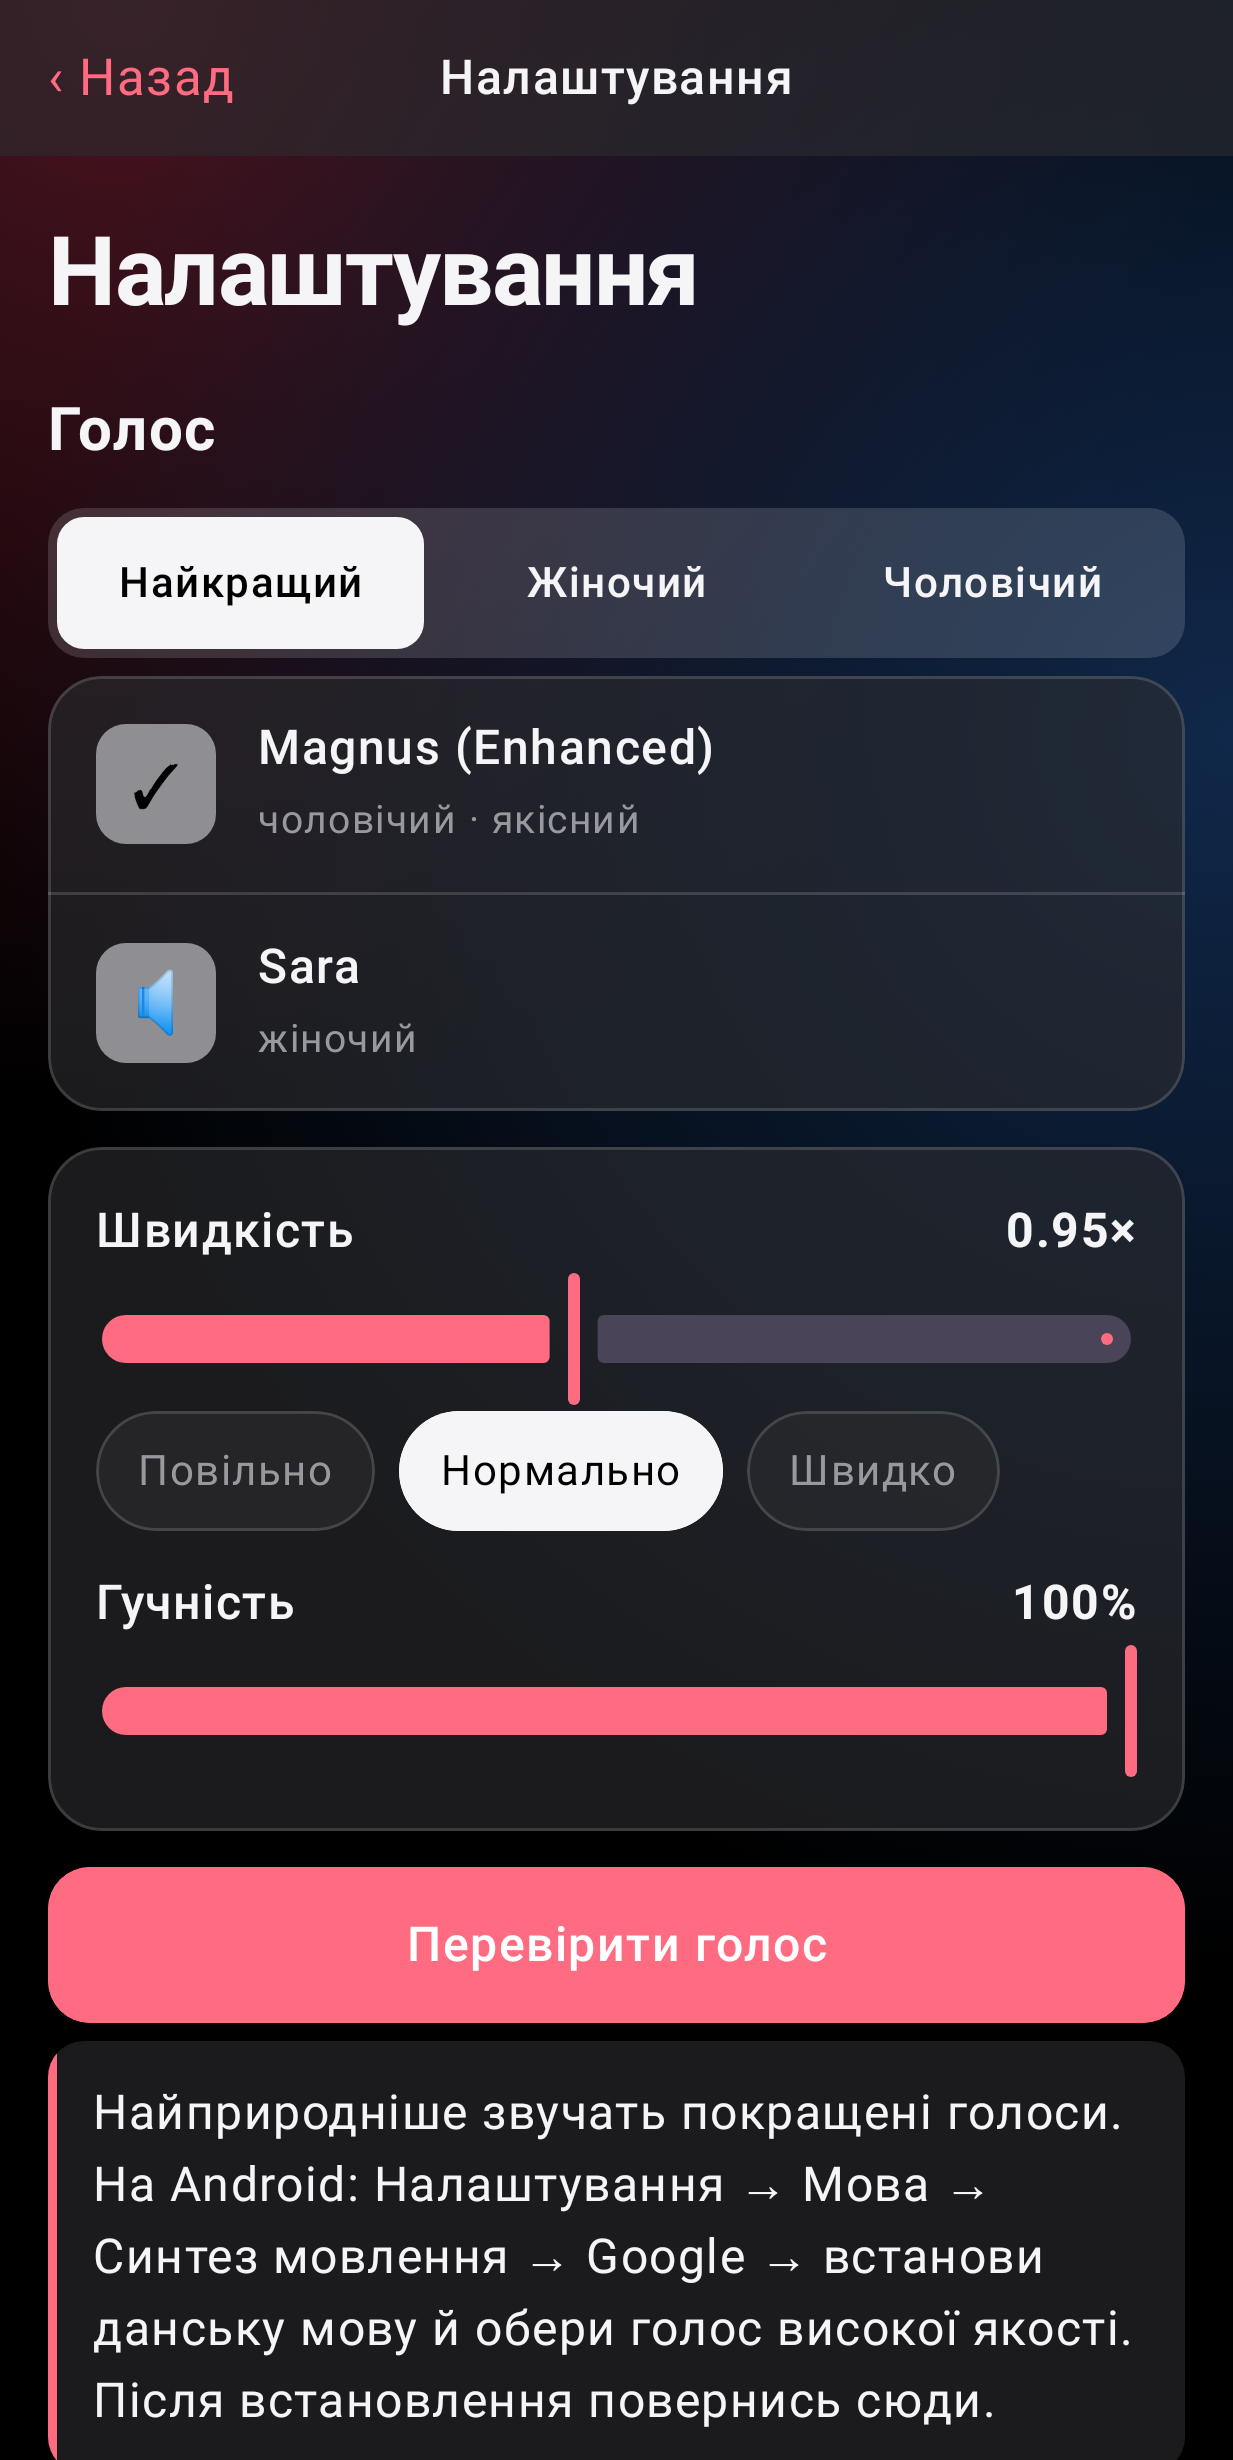 ‹ Назад
Налаштування
Налаштування
Голос
Найкращий
Жіночий
Чоловічий
✓
Magnus (Enhanced)
чоловічий · якісний
Sara
жіночий
Швидкість
0.95×
Повільно
Нормально
Швидко
Гучність
100%
Перевірити голос
Найприродніше звучать покращені голоси.
На Android: Налаштування → Мова →
Синтез мовлення → Google → встанови
данську мову й обери голос високої якості.
Після встановлення повернись сюди.